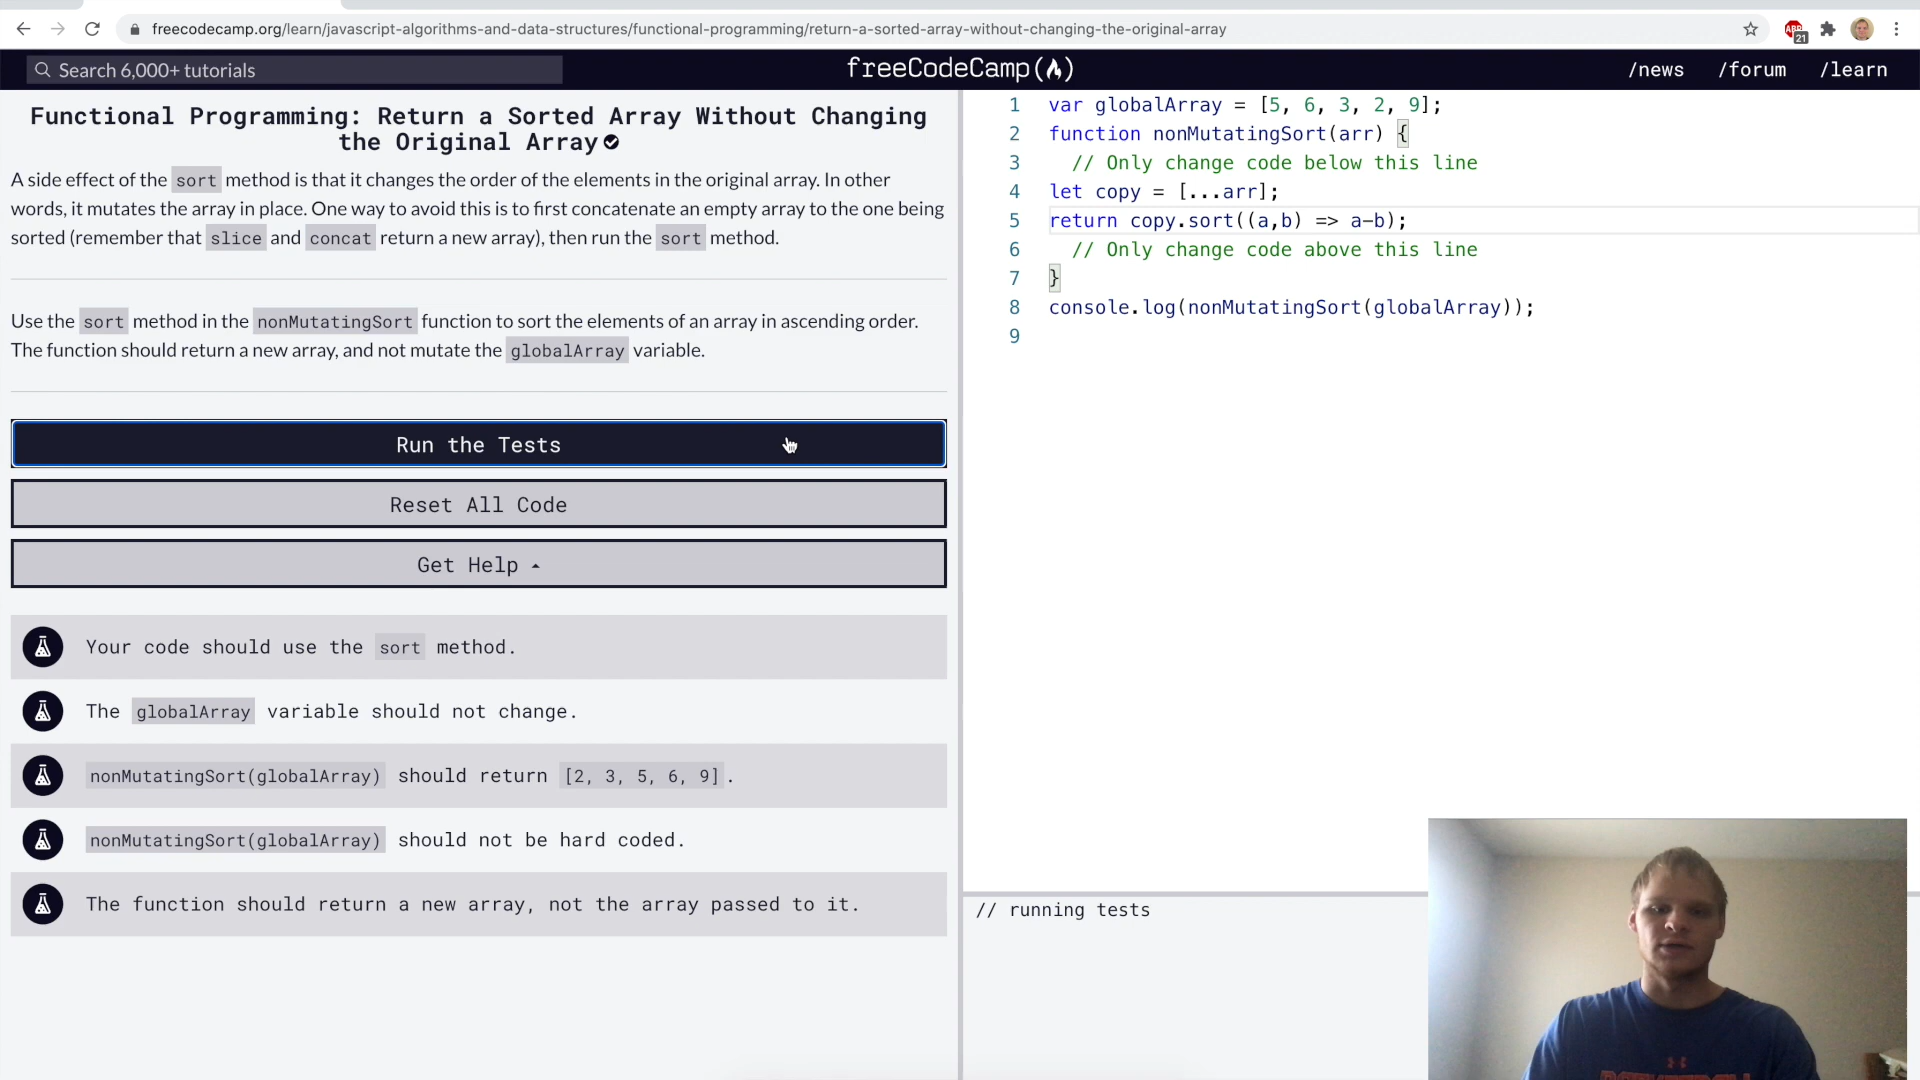 freecodecamp.org/learn/javascript-algorithms-and-data-structures/functional-programming/return-a-sorted-array-without-changing-the-original-array
ABP
21
Search 6,000+ tutorials
freeCodeCamp
/news
/forum
/learn
Functional Programming: Return a Sorted Array Without Changing
the Original Array
A side effect of the sort method is that it changes the order of the elements in the original array. In other
words, it mutates the array in place. One way to avoid this is to first concatenate an empty array to the one being
sorted (remember that slice and concat return a new array), then run the sort method.
Use the sort method in the nonMutatingSort function to sort the elements of an array in ascending order.
The function should return a new array, and not mutate the globalArray variable.
Run the Tests
Reset All Code
Get Help
Your code should use the sort method.
The globalArray variable should not change.
nonMutatingSort(globalArray) should return [2, 3, 5, 6, 9].
nonMutatingSort(globalArray) should not be hard coded.
The function should return a new array, not the array passed to it.
1 var globalArray = [5, 6, 3, 2, 9];
2 function nonMutatingSort(arr) {
3 // Only change code below this line
4 let copy = [...arr];
5 return copy.sort((a,b) => a-b);
6 // Only change code above this line
7 }
8 console.log(nonMutatingSort(globalArray));
9
// running tests